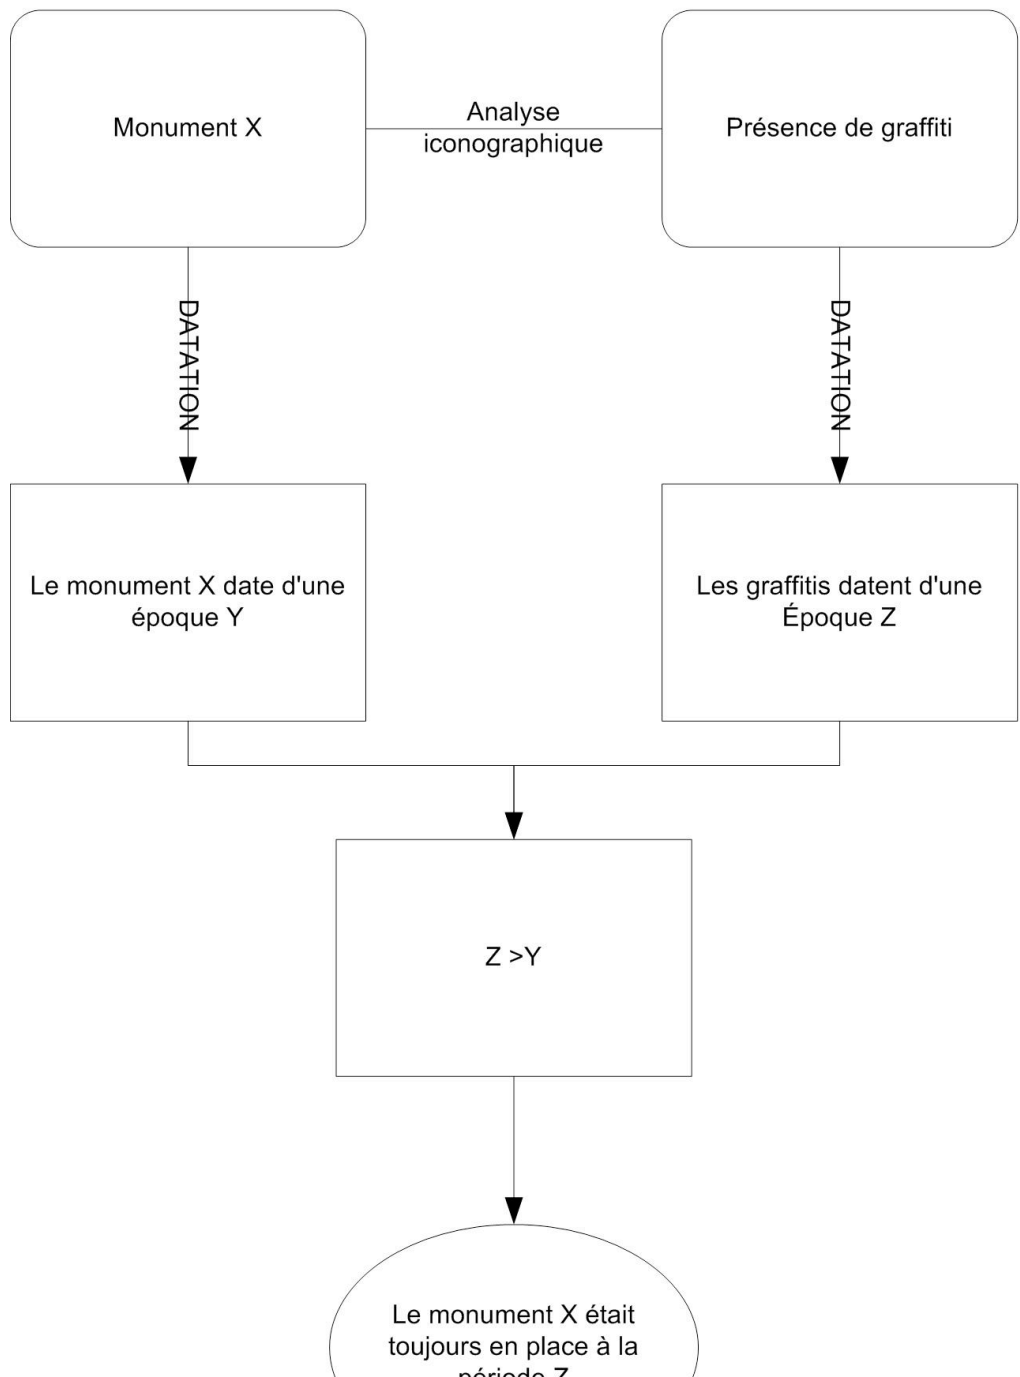 Monument X
Analyse
iconographique
Présence de graffiti
DATATION
DATATION
Le monument X date d'une
époque Y
Les graffitis datent d'une
Époque Z
Z >Y
Le monument X était
toujours en place à la
période Z